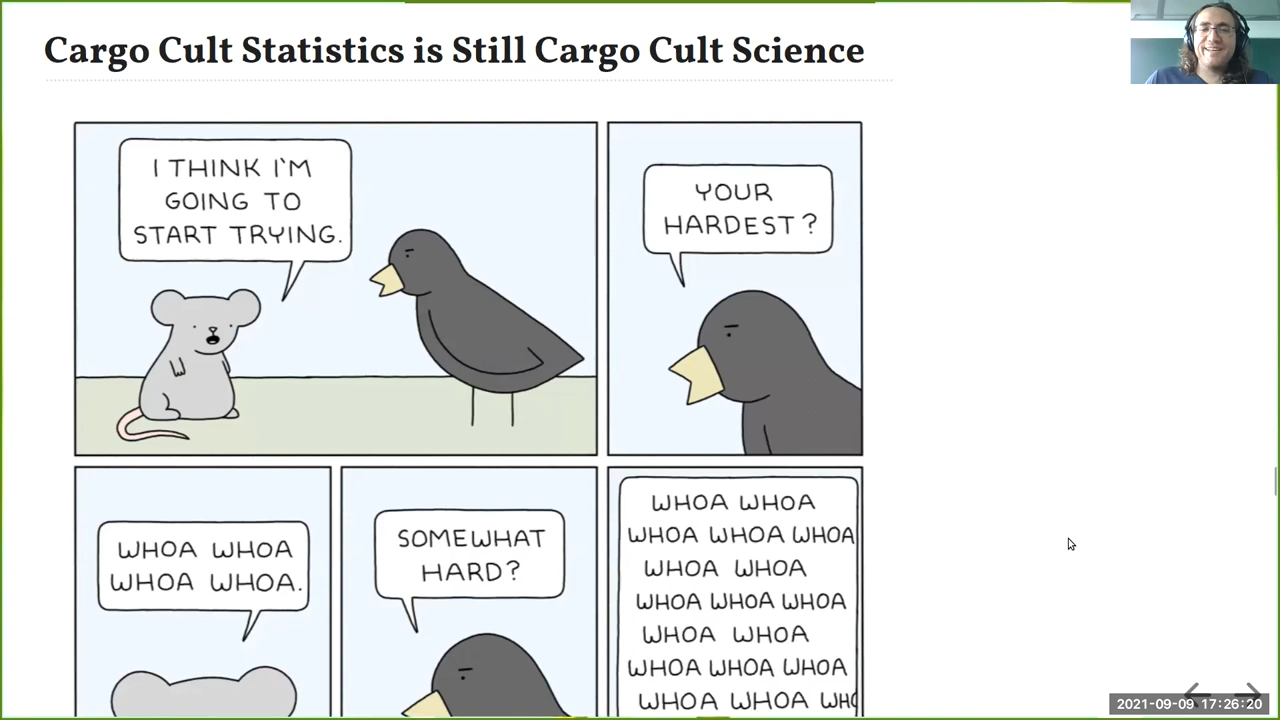 Cargo Cult Statistics is Still Cargo Cult Science
I THINK I'M
GOING TO
START TRYING.
YOUR
HARDEST?
WHOA WHOA
WHOA WHOA.
SOMEWHAT
HARD?
WHOA WHOA
WHOA WHOA WHOA
WHOA WHOA
WHOA WHOA WHOA
WHOA WHOA
WHOA WHOA WHOA
WHOA WHOA WHO
2021-09-09 17:26:20